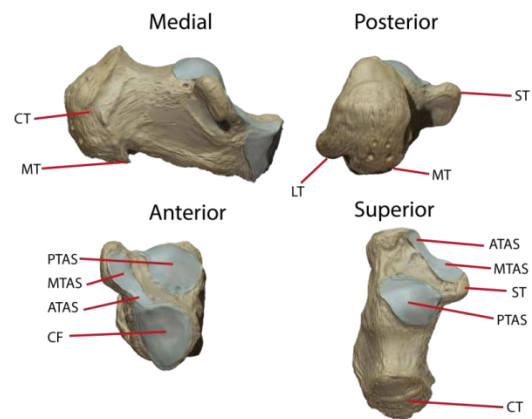 Medial
Posterior
CT
MT
ST
LT
MT
Anterior
Superior
PTAS
MTAS
ATAS
CF
ATAS
MTAS
ST
PTAS
CT